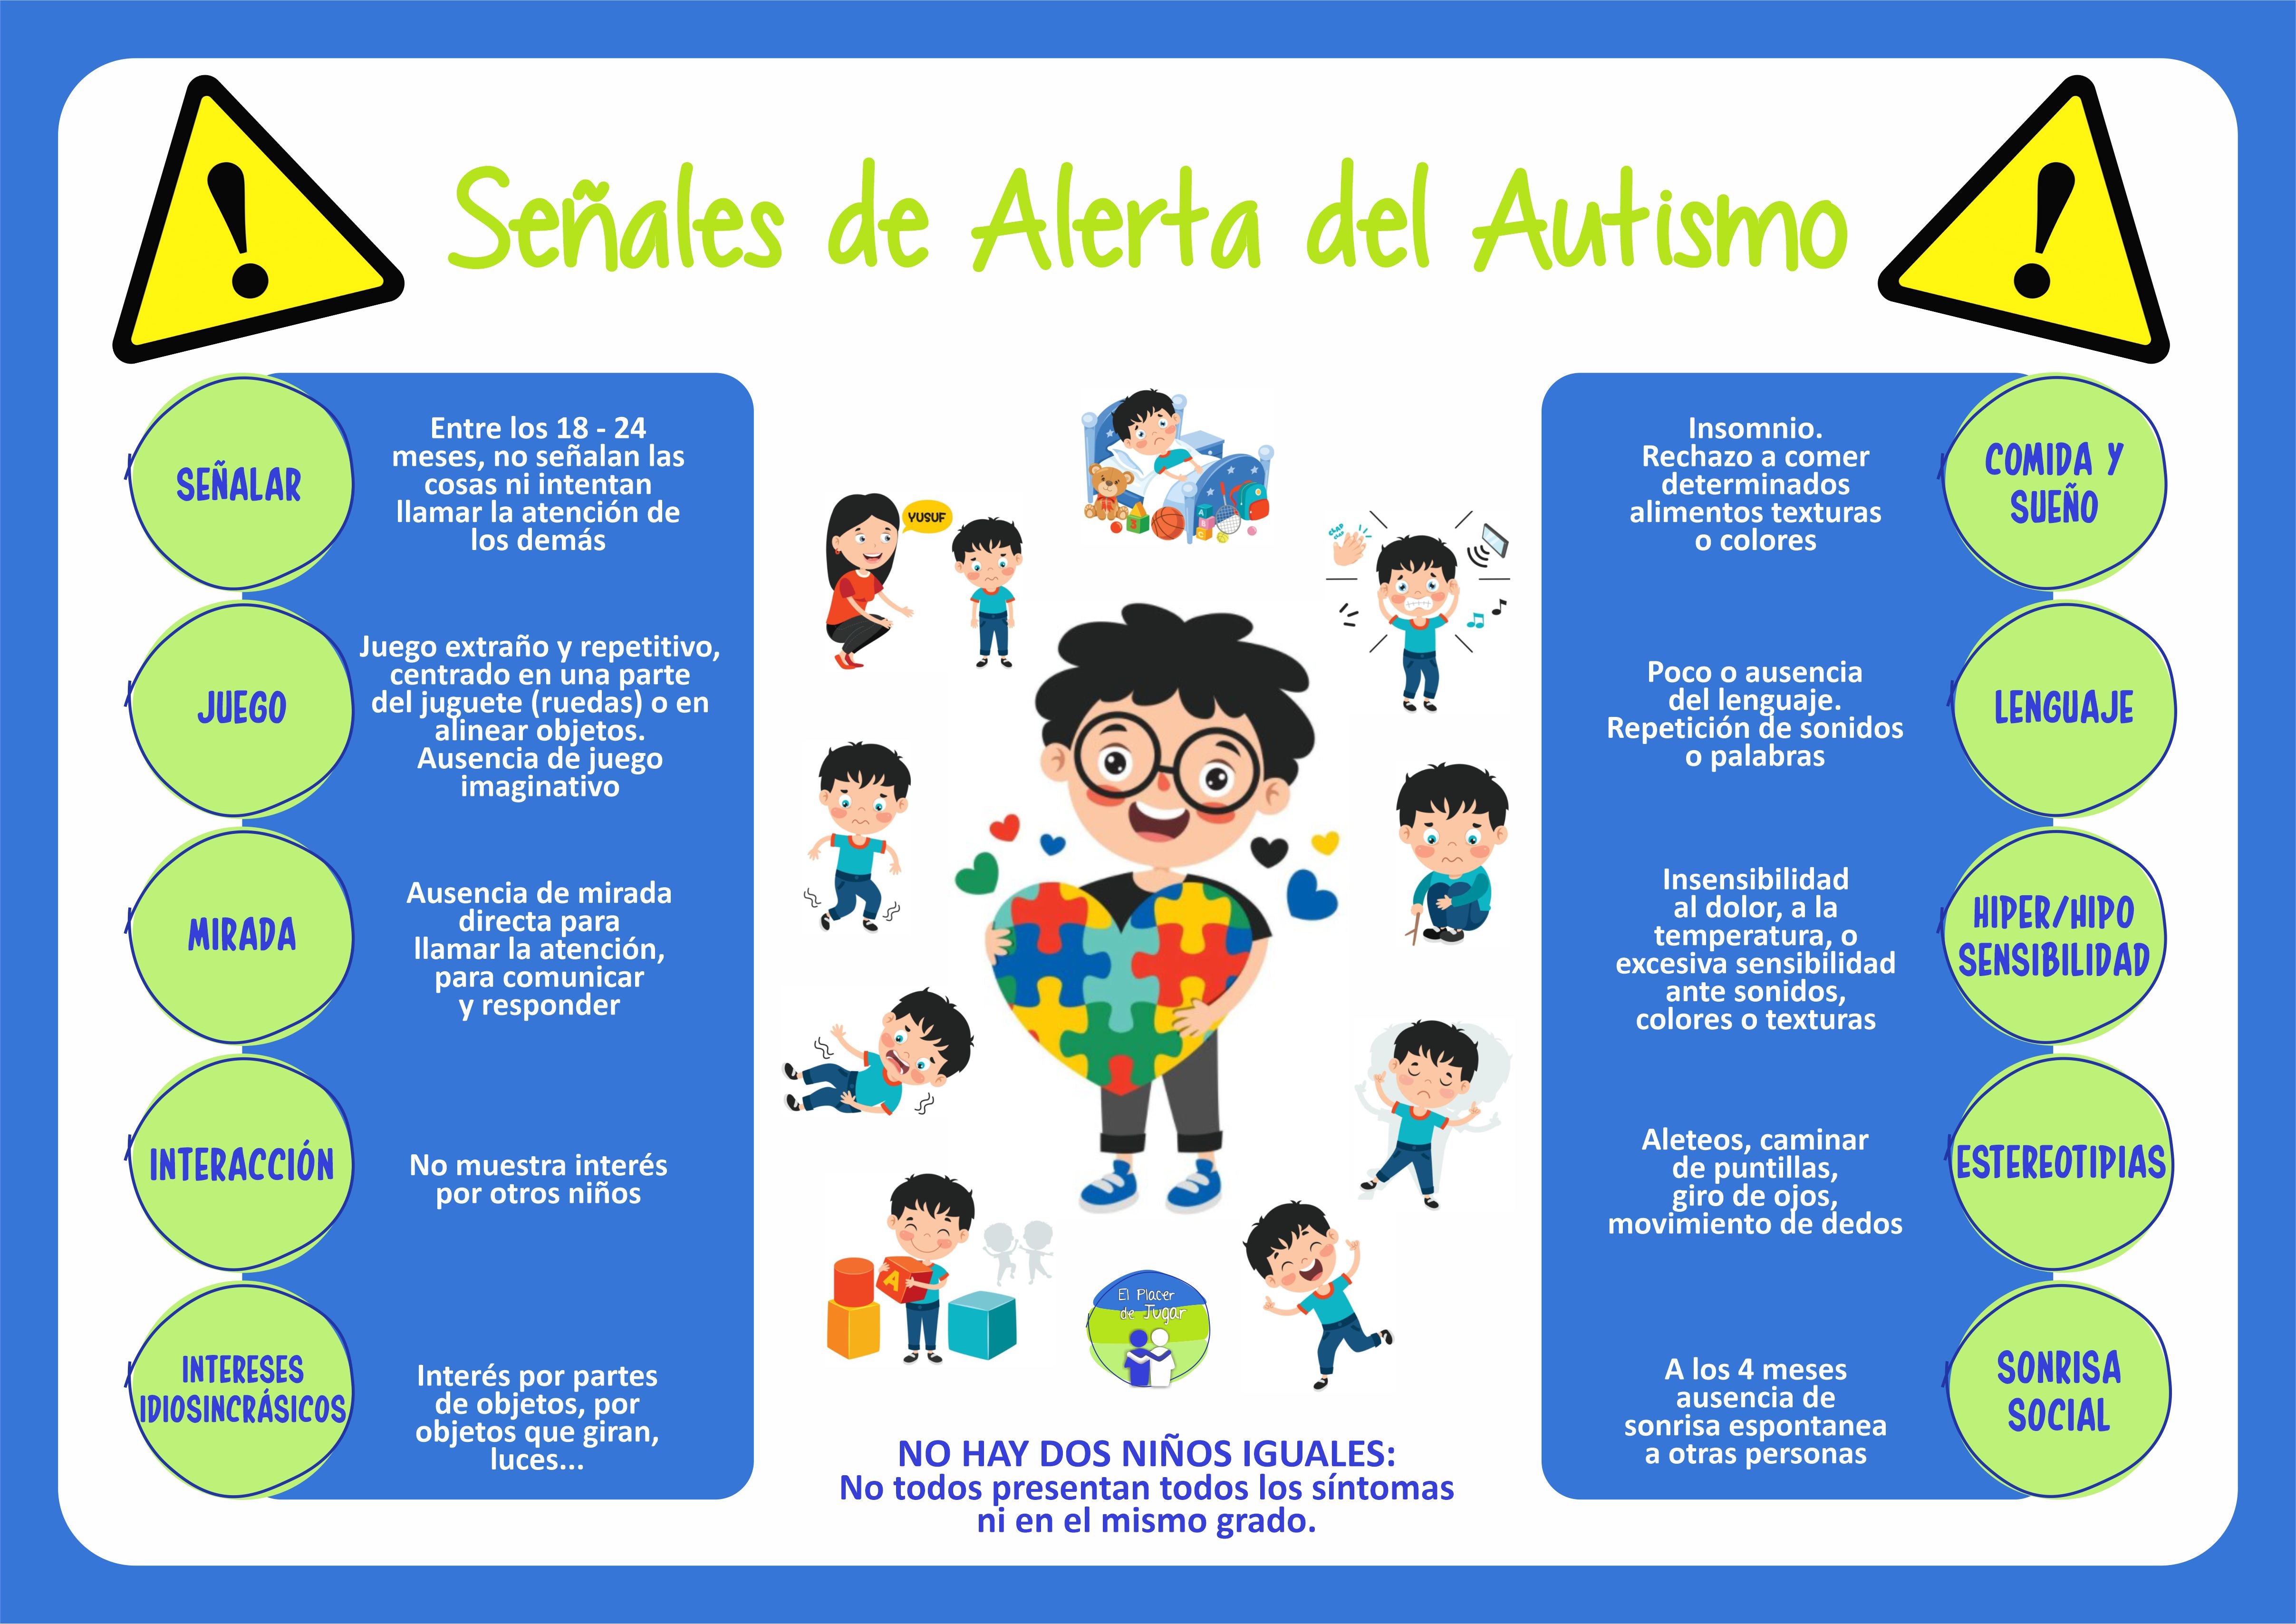 Señales de Alerta del Autismo
SEÑALAR
Entre los 18 - 24
meses, no señalan las
cosas ni intentan
llamar la atención de
los demás
JUEGO
Juego extraño y repetitivo,
centrado en una parte
del juguete (ruedas) o en
alinear objetos.
Ausencia de juego
imaginativo
MIRADA
Ausencia de mirada
directa para
llamar la atención,
para comunicar
y responder
INTERACCIÓN
No muestra interés
por otros niños
INTERESES
IDIOSINCRÁSICOS
Interés por partes
de objetos, por
objetos que giran,
luces...
YUSUF
CLAP
CLAP
A
El Placer
de Jugar
NO HAY DOS NIÑOS IGUALES:
No todos presentan todos los síntomas
ni en el mismo grado.
Insomnio.
Rechazo a comer
determinados
alimentos texturas
o colores
COMIDA Y
SUEÑO
Poco o ausencia
del lenguaje.
Repetición de sonidos
o palabras
LENGUAJE
Insensibilidad
al dolor, a la
temperatura, o
excesiva sensibilidad
ante sonidos,
colores o texturas
HIPER/HIPO
SENSIBILIDAD
Aleteos, caminar
de puntillas,
giro de ojos,
movimiento de dedos
ESTEREOTIPIAS
A los 4 meses
ausencia de
sonrisa espontanea
a otras personas
SONRISA
SOCIAL